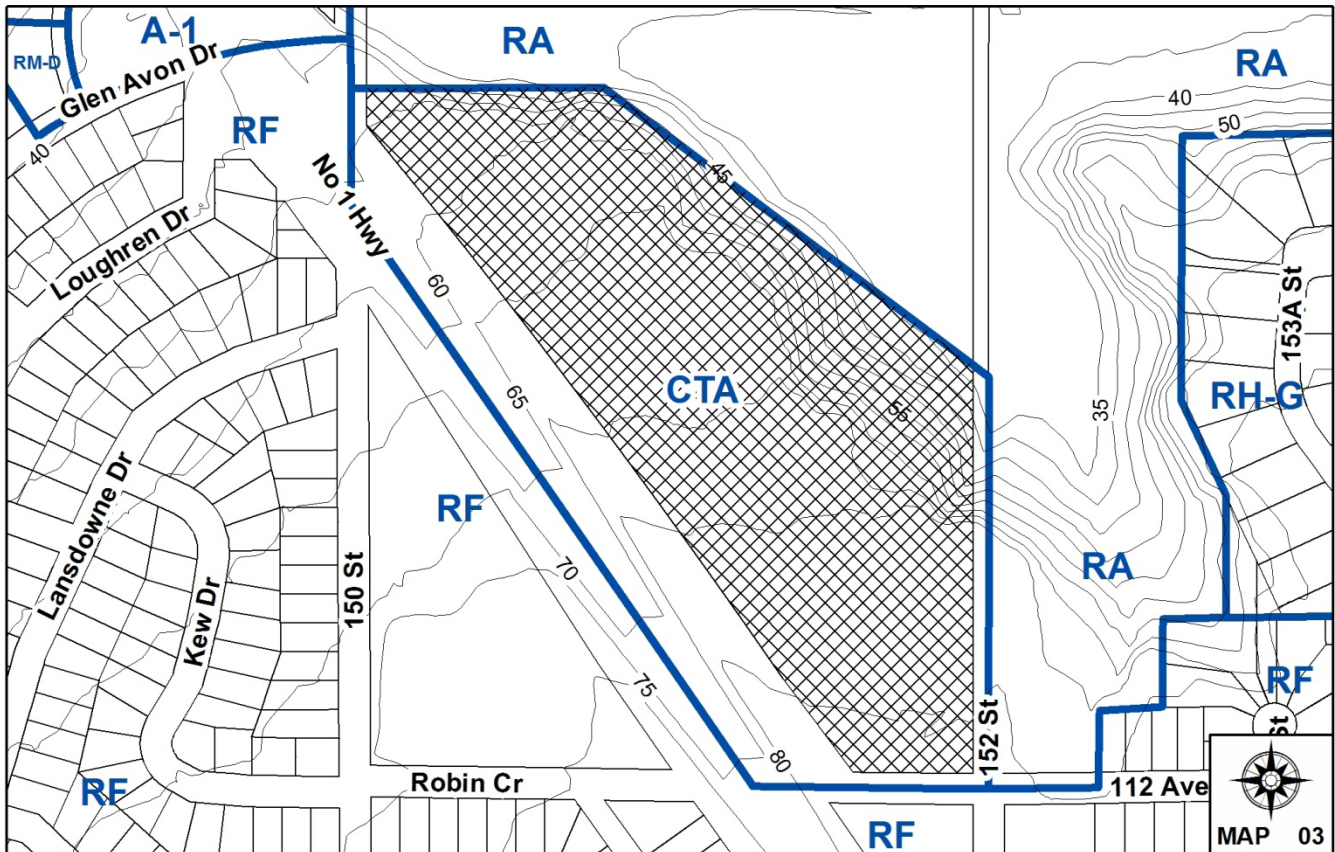 A-1
RA
RM-D
Glen Avon Dr
RA
40
50
RF
40
45
No 1 Hwy
Loughren Dr
60
153A St
CTA
65
55
35
RH-G
Lansdowne Dr
RF
70
RA
150 St
Kew Dr
75
RF
152 St
St
80
RF
Robin Cr
112 Ave
RF
MAP 03